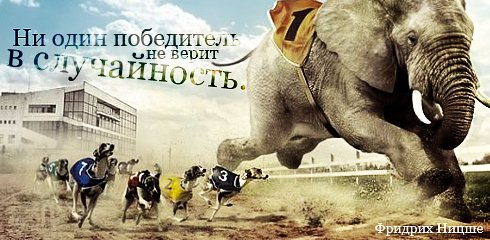 Ни один победитель
не верит
в случайность.
1
3
Фридрих Ницше